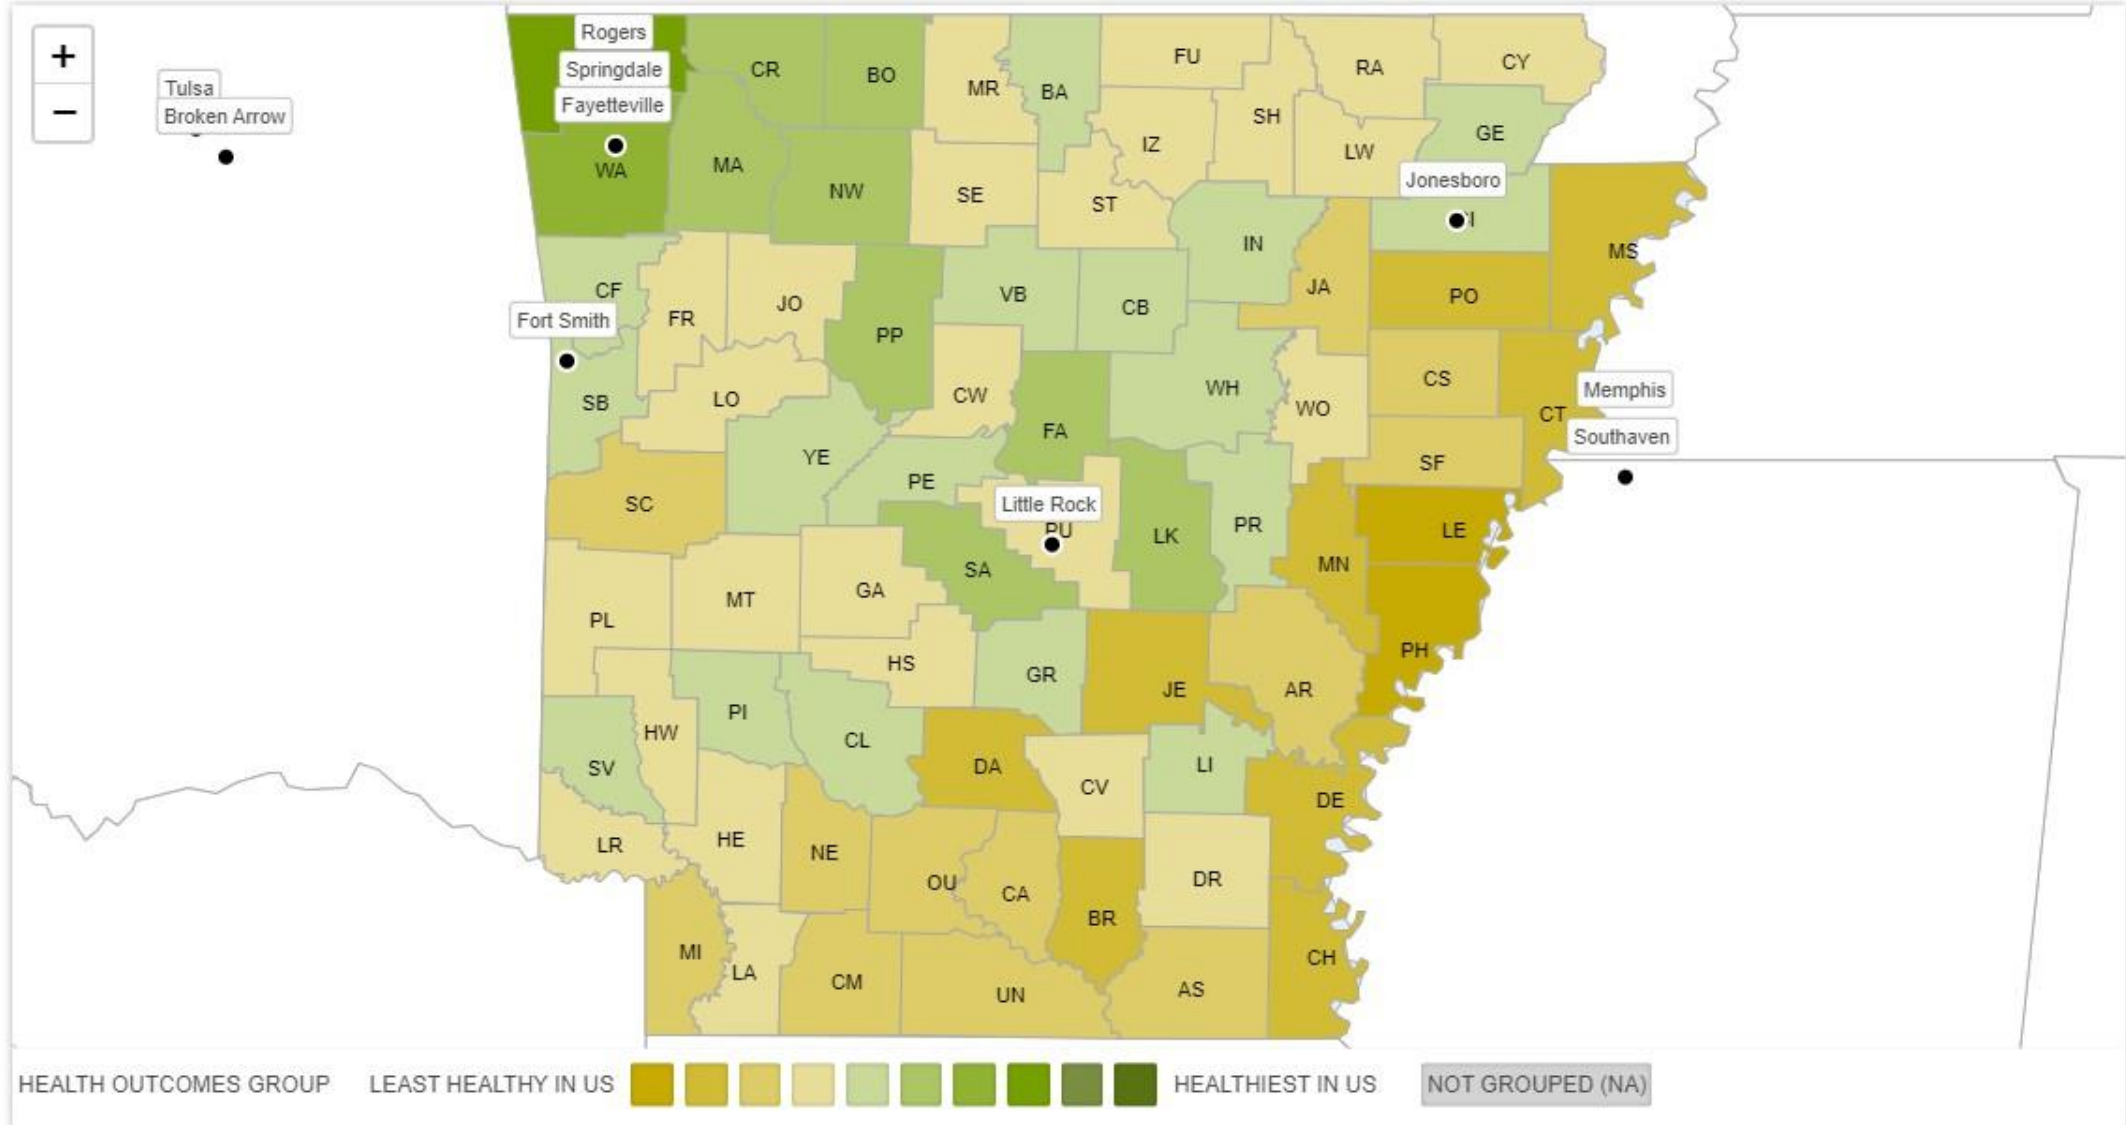 +
−
Tulsa
Broken Arrow
Rogers
Springdale
Fayetteville
CR
BO
MR
BA
FU
RA
CY
SH
IZ
LW
GE
WA
MA
NW
SE
ST
Jonesboro
IN
JA
MS
PO
CF
FR
JO
PP
VB
CB
Fort Smith
SB
LO
CW
FA
WH
WO
CS
CT
Memphis
Southaven
SF
YE
PE
SC
Little Rock
PU
LK
PR
LE
MN
SA
GA
MT
PL
PH
HS
GR
JE
AR
PI
HW
CL
SV
DA
CV
LI
DE
LR
HE
NE
OU
CA
DR
BR
MI
LA
CM
UN
AS
CH
HEALTH OUTCOMES GROUP LEAST HEALTHY IN US HEALTHIEST IN US NOT GROUPED (NA)